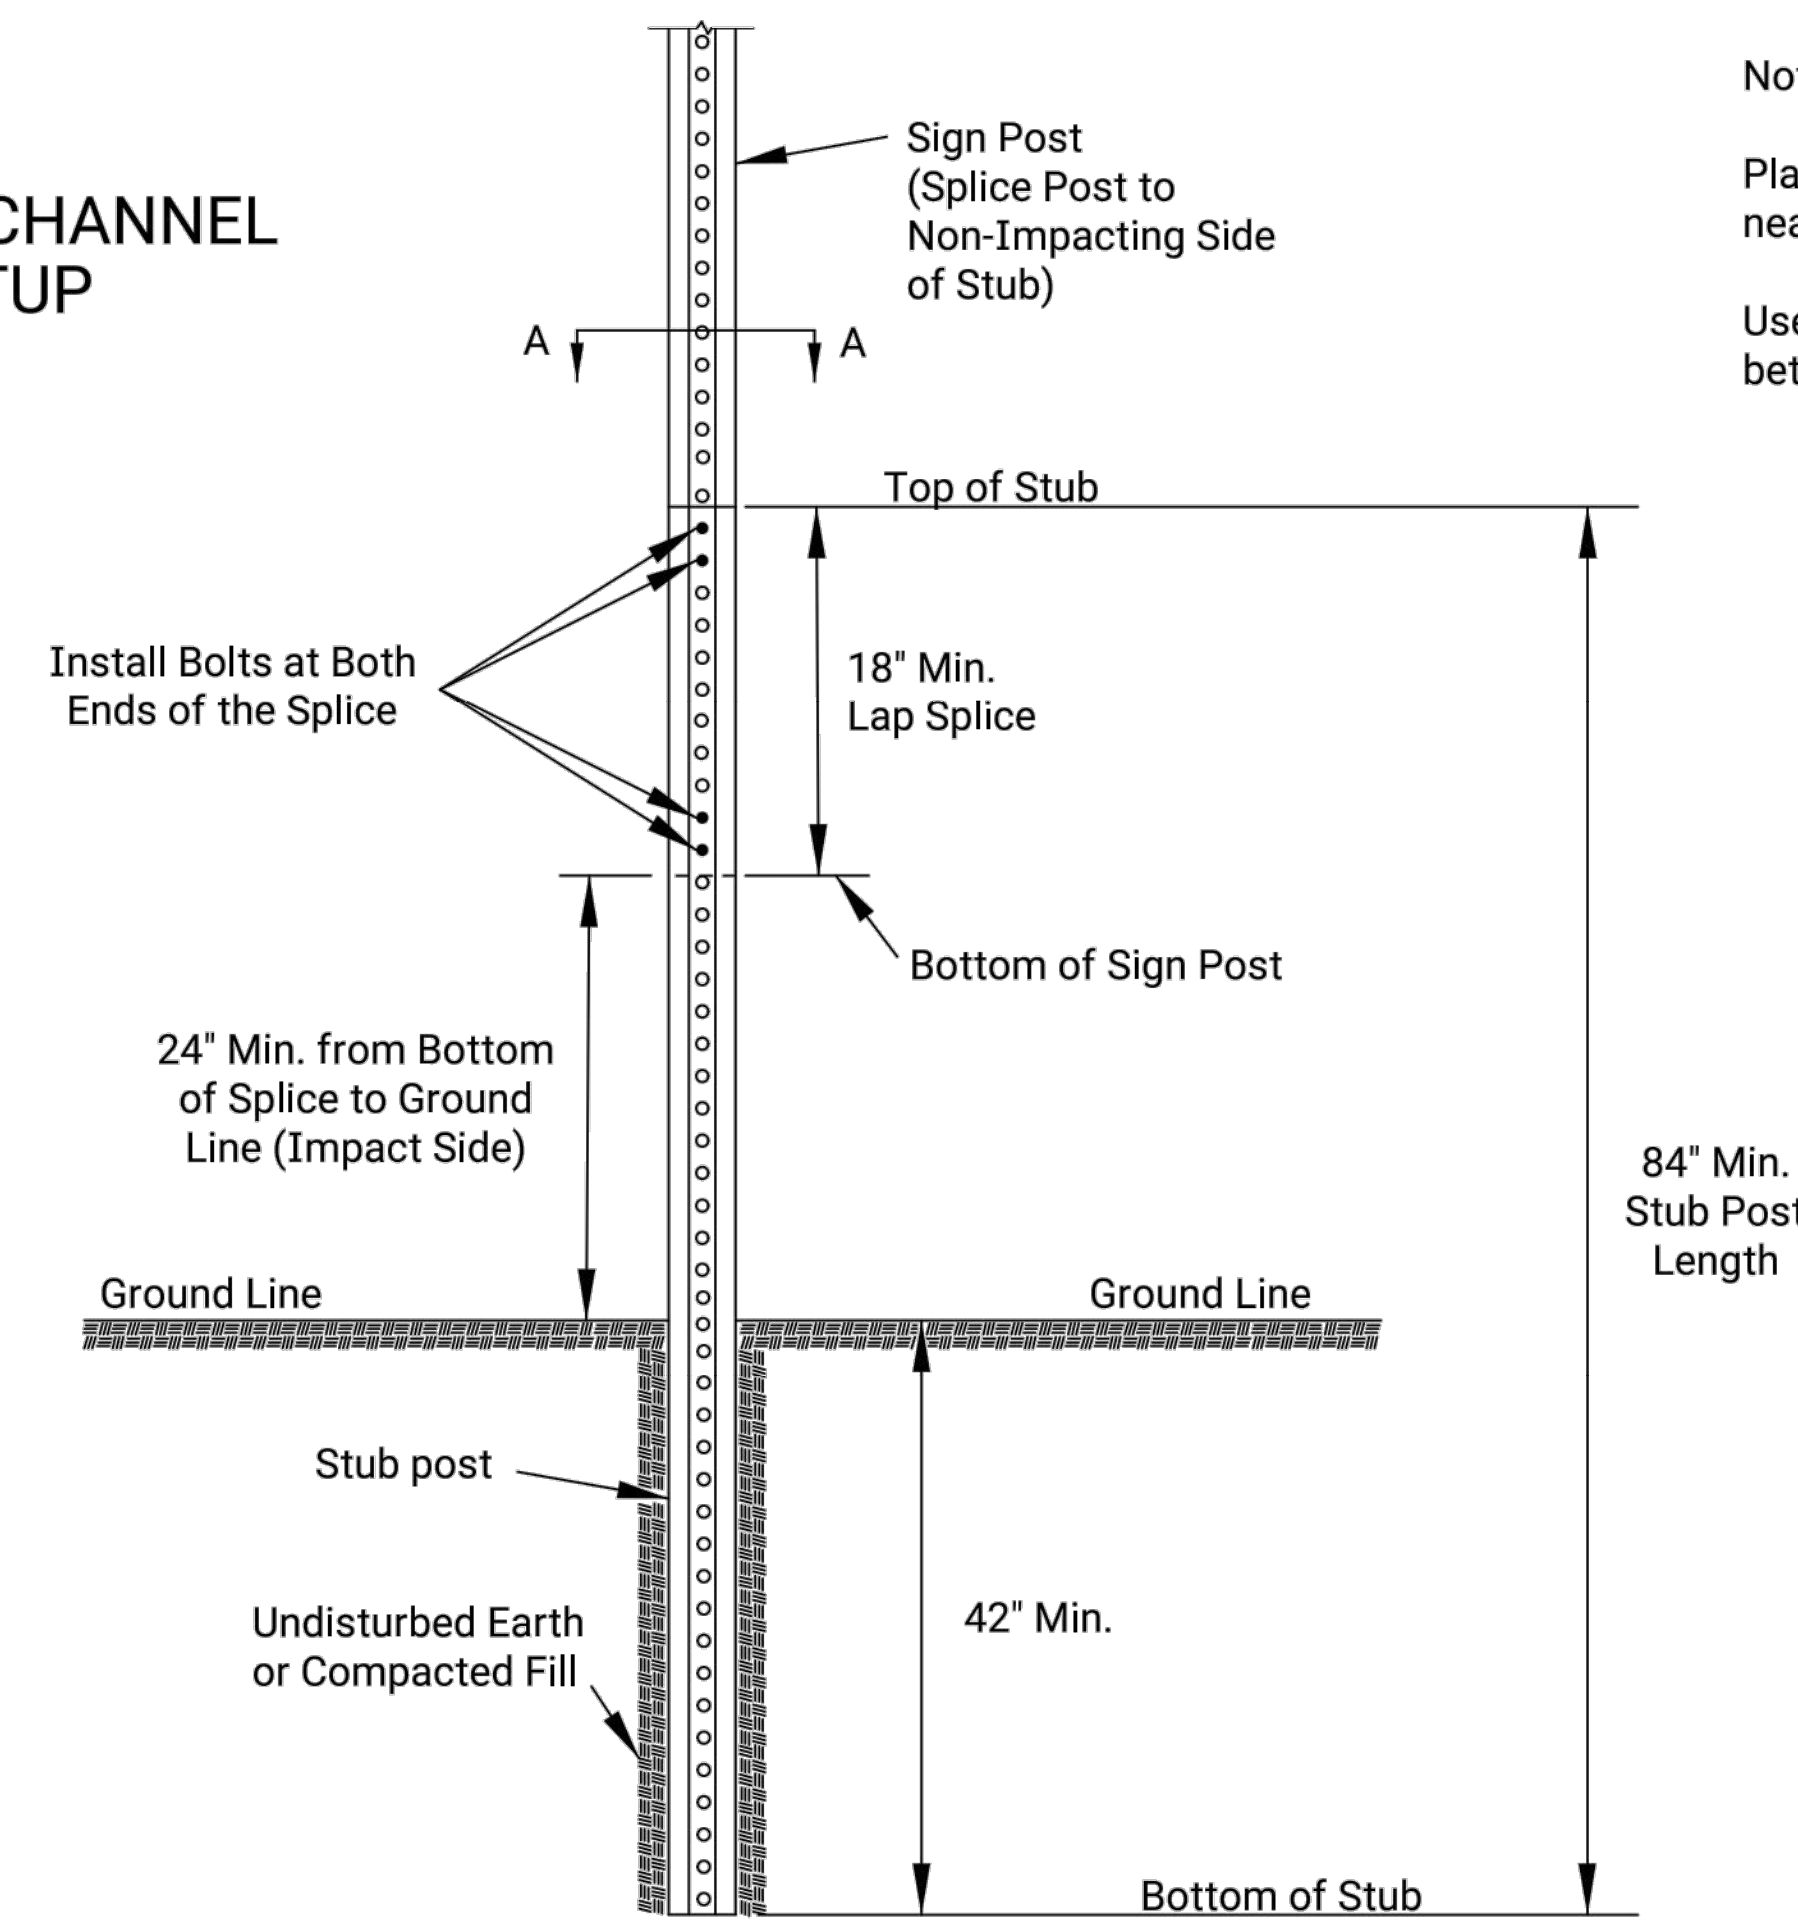 CHANNEL
TUP
Sign Post
(Splice Post to
Non-Impacting Side
of Stub)
A
A
Top of Stub
Install Bolts at Both
Ends of the Splice
18" Min.
Lap Splice
Bottom of Sign Post
24" Min. from Bottom
of Splice to Ground
Line (Impact Side)
84" Min.
Stub Post
Length
Ground Line
Ground Line
Stub post
Undisturbed Earth
or Compacted Fill
42" Min.
Bottom of Stub